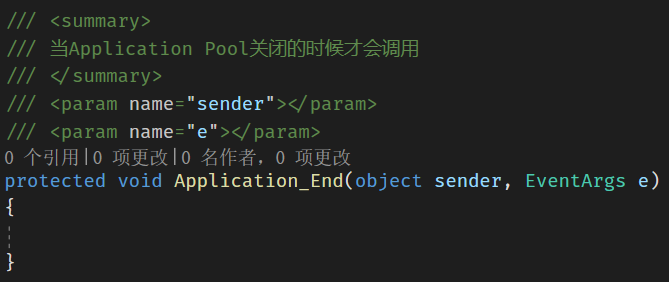 /// <summary>
/// 当Application Pool关闭的时候才会调用
/// </summary>
/// <param name="sender"></param>
/// <param name="e"></param>
0 个引用|0 项更改|0 名作者，0 项更改
protected void Application_End(object sender, EventArgs e)
{
}